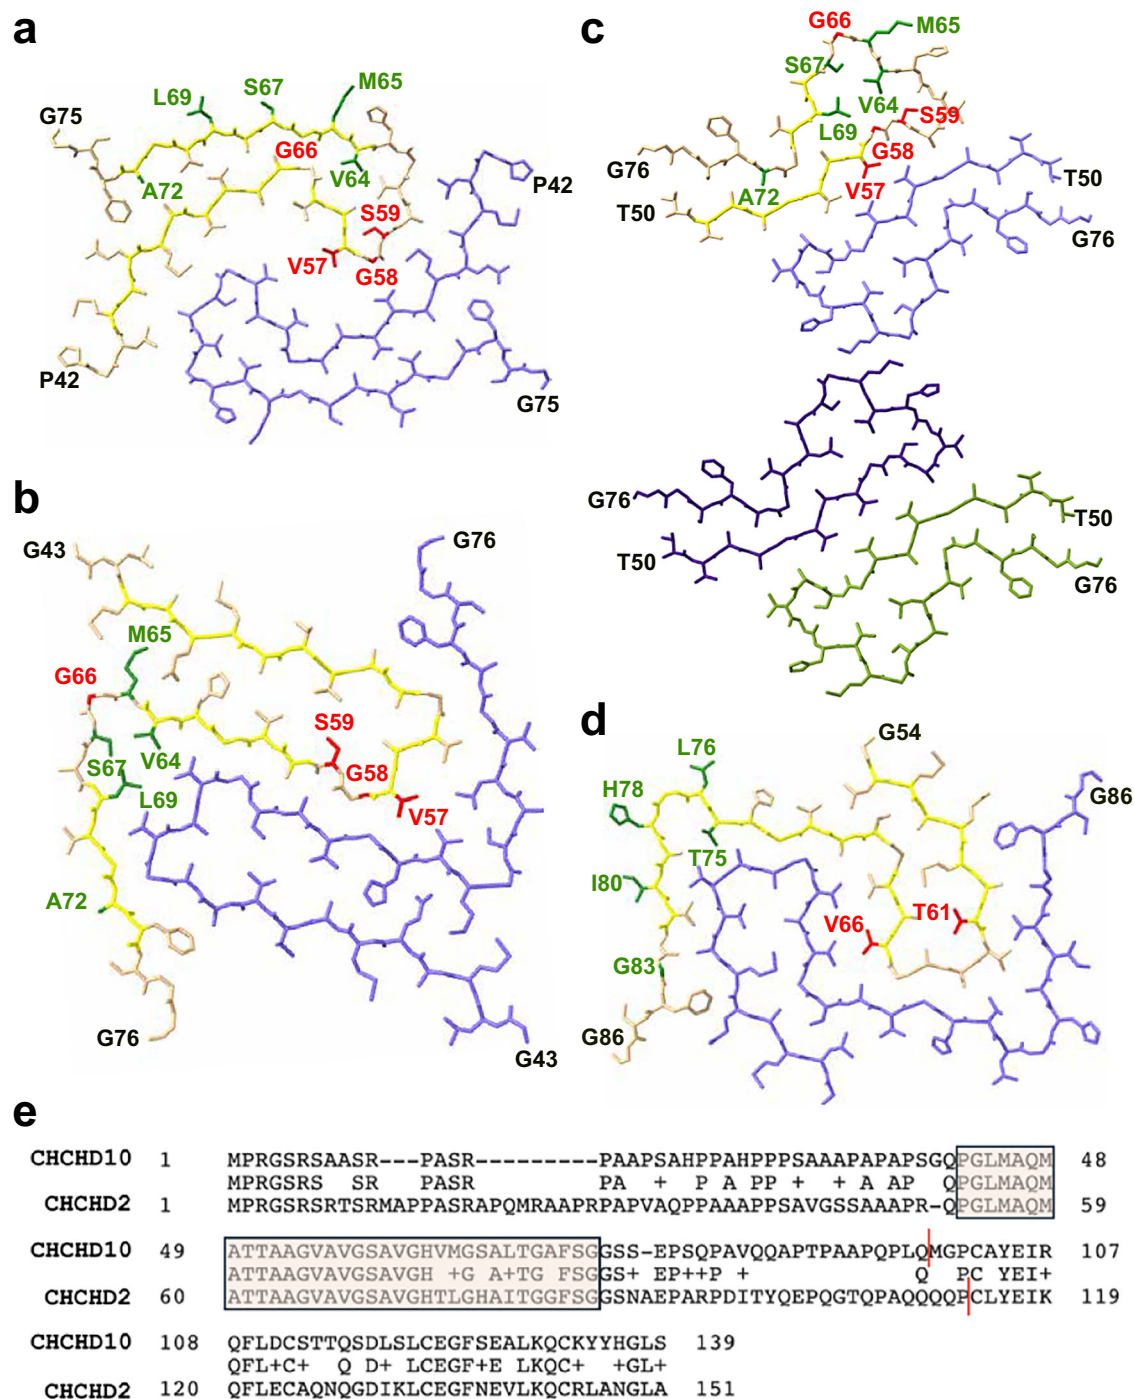 a
L69
S67
M65
G75
G66
A72
V64
P42
S59
V57
G58
P42
G75
b
G43
G76
M65
G66
S59
V64
S67
G58
L69
V57
A72
G76
G43
c
G66
M65
S67
V64
S59
L69
G58
G76
T50
T50
A72
V57
G76
G76
T50
T50
G76
d
L76
G54
H78
G86
T75
I80
V66
T61
G83
G86
e
CHCHD10 1 MPRGSRSAASR---PASR----------PAAPSAHPPAHPPPSAAAPAPAPSGQPGLMAQM 48
MPRGSRS SR PASR PA + P A PP + + A AP QPGLMAQM
CHCHD2 1 MPRGSRSRTSRMAPPASRAPQMRAAPRPAPVAQPPAAAPPSAVGSSAAAPR-QPGLMAQM 59
CHCHD10 49 ATTAAGVAVGSAVGHVMGSALTGAFSGGSS-EPSQPAVQQAPTPAAPQPLQMGPCAYEIR 107
ATTAAGVAVGSAVGH +G A+TG FSGGS+ EP++P + Q PC YEI+
CHCHD2 60 ATTAAGVAVGSAVGHTLGHAITGGFSGGSNAEPARPDITYQEPQGTQPAQQQQPCLYEIK 119
CHCHD10 108 QFLDCSTTQSDLSLCEGFSEALKQCKYYHGLS 139
QFL+C+ Q D+ LCEGF+E LKQC+ +GL+
CHCHD2 120 QFLECAQNQGDIKLCEGFNEVLKQCRLANGLA 151